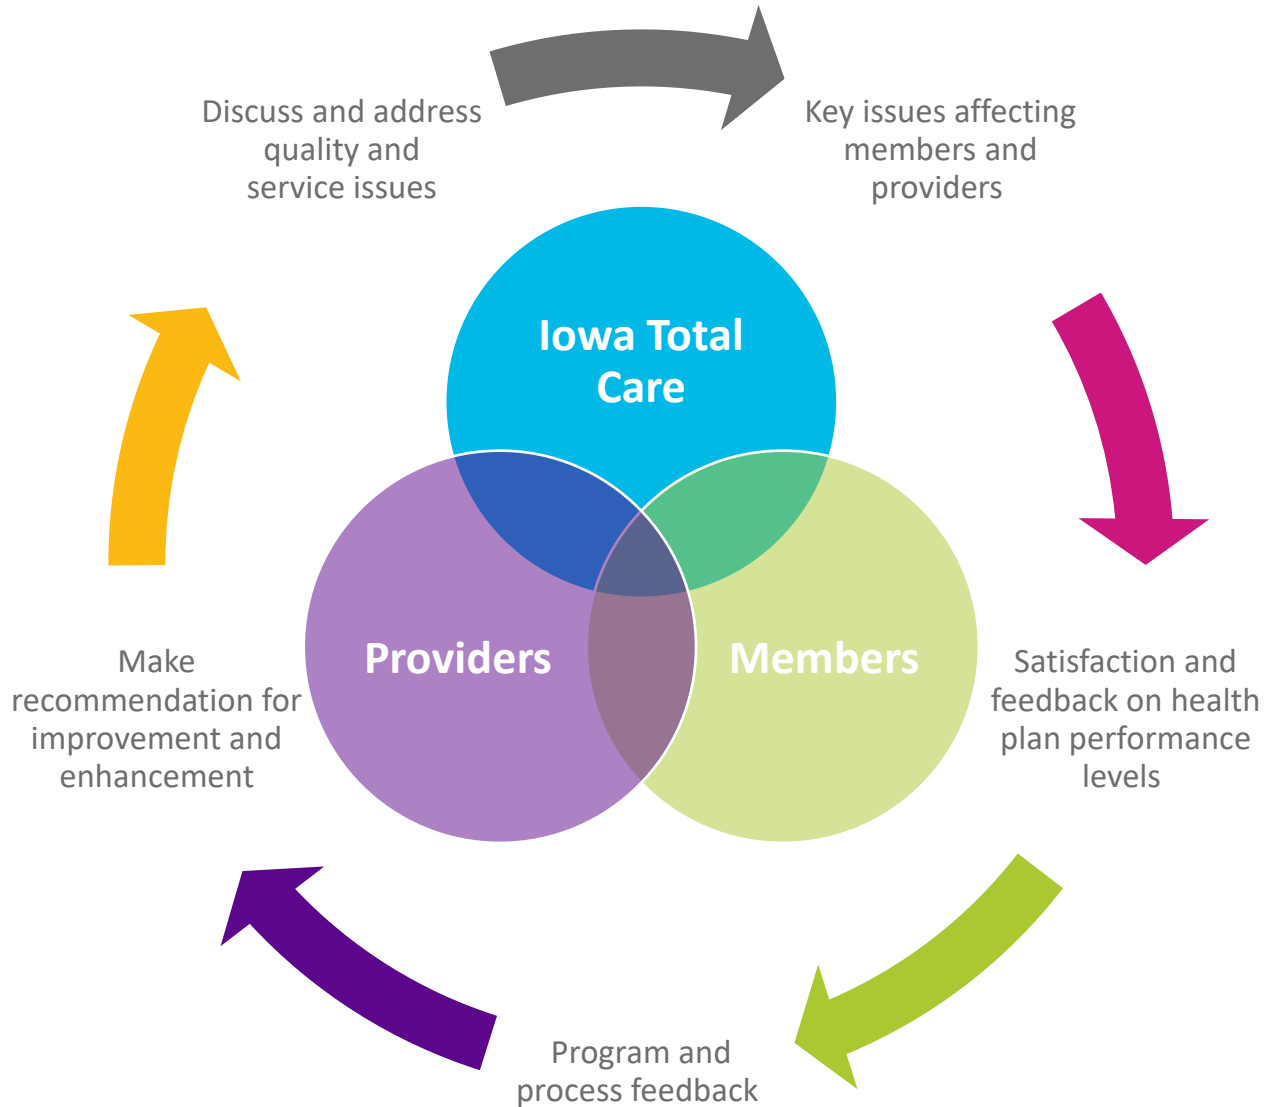 Discuss and address
quality and
service issues
Key issues affecting
members and
providers
Iowa Total
Care
Providers
Members
Make
recommendation for
improvement and
enhancement
Satisfaction and
feedback on health
plan performance
levels
Program and
process feedback